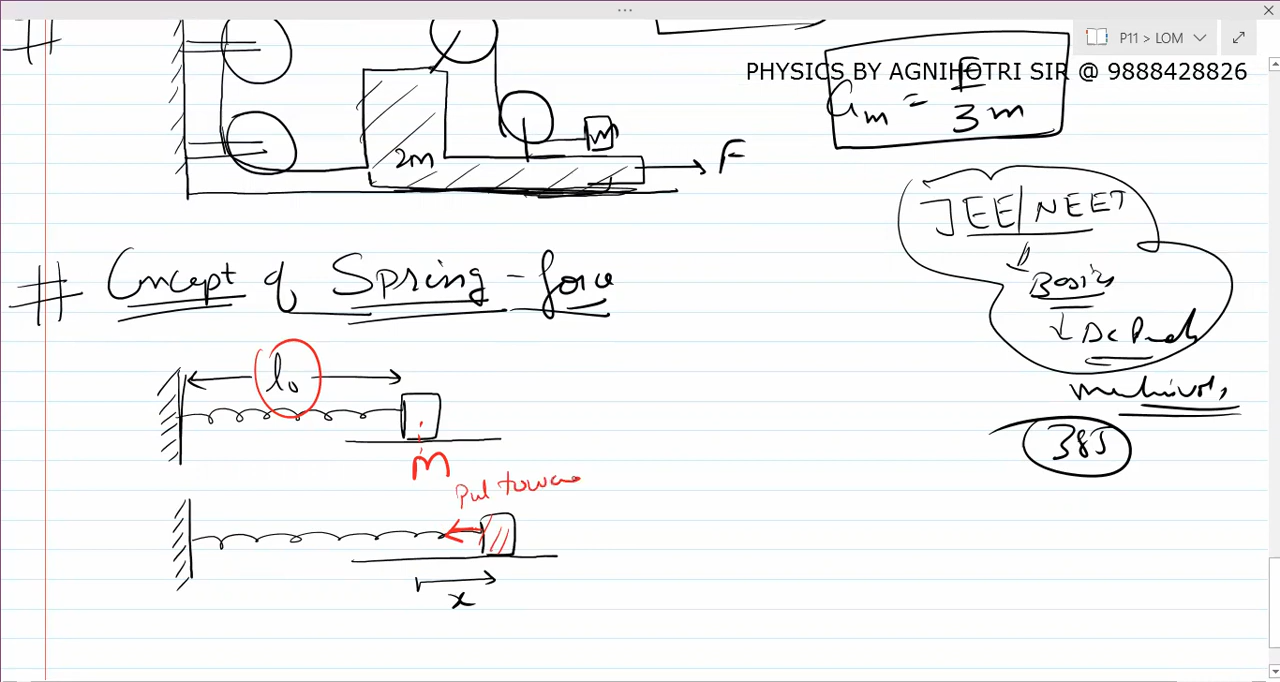 P11 > LOM
PHYSICS BY AGNIHOTRI SIR @ 9888428826
#
a_m = F/3m
2m
m
F
JEE/NEET
Basics
# Concept of Spring-force
l₀
m
385
Pul towa
x